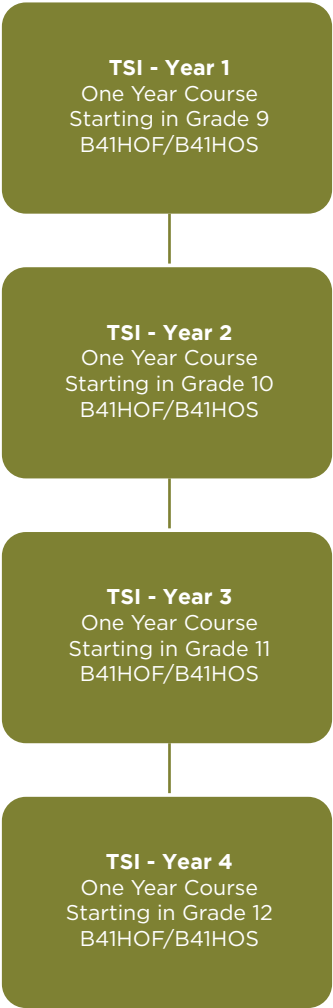 TSI - Year 1
One Year Course
Starting in Grade 9
B41HOF/B41HOS
TSI - Year 2
One Year Course
Starting in Grade 10
B41HOF/B41HOS
TSI - Year 3
One Year Course
Starting in Grade 11
B41HOF/B41HOS
TSI - Year 4
One Year Course
Starting in Grade 12
B41HOF/B41HOS